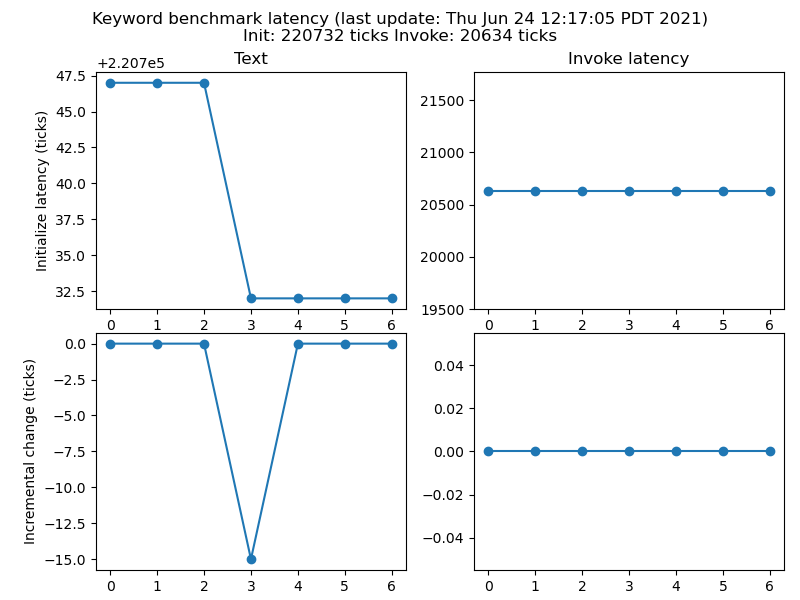 Keyword benchmark latency (last update: Thu Jun 24 12:17:05 PDT 2021)
Init: 220732 ticks Invoke: 20634 ticks
Text
+2.207e5
Initialize latency (ticks)
47.5
45.0
42.5
40.0
37.5
35.0
32.5
0 1 2 3 4 5 6
Invoke latency
21500
21000
20500
20000
19500
0 1 2 3 4 5 6
Incremental change (ticks)
0.0
−2.5
−5.0
−7.5
−10.0
−12.5
−15.0
0 1 2 3 4 5 6
0.04
0.02
0.00
−0.02
−0.04
0 1 2 3 4 5 6